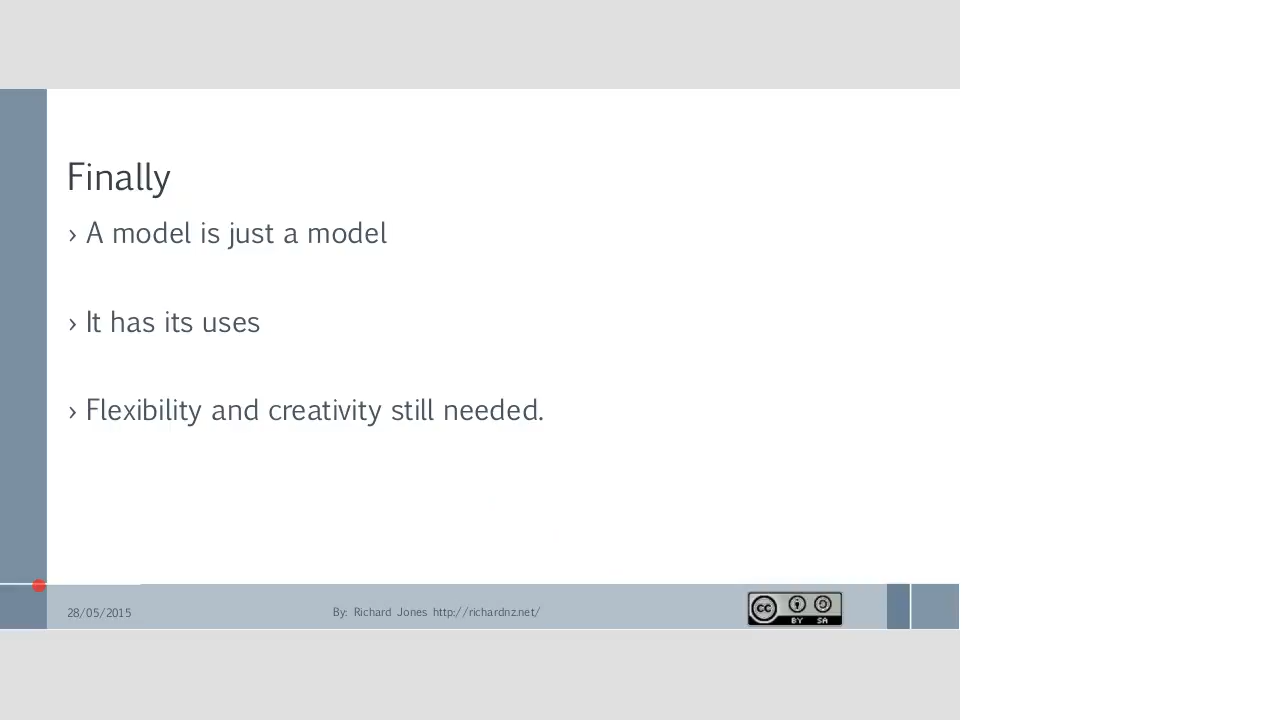 Finally
› A model is just a model
› It has its uses
› Flexibility and creativity still needed.
28/05/2015
By: Richard Jones http://richardnz.net/
cc
BY SA